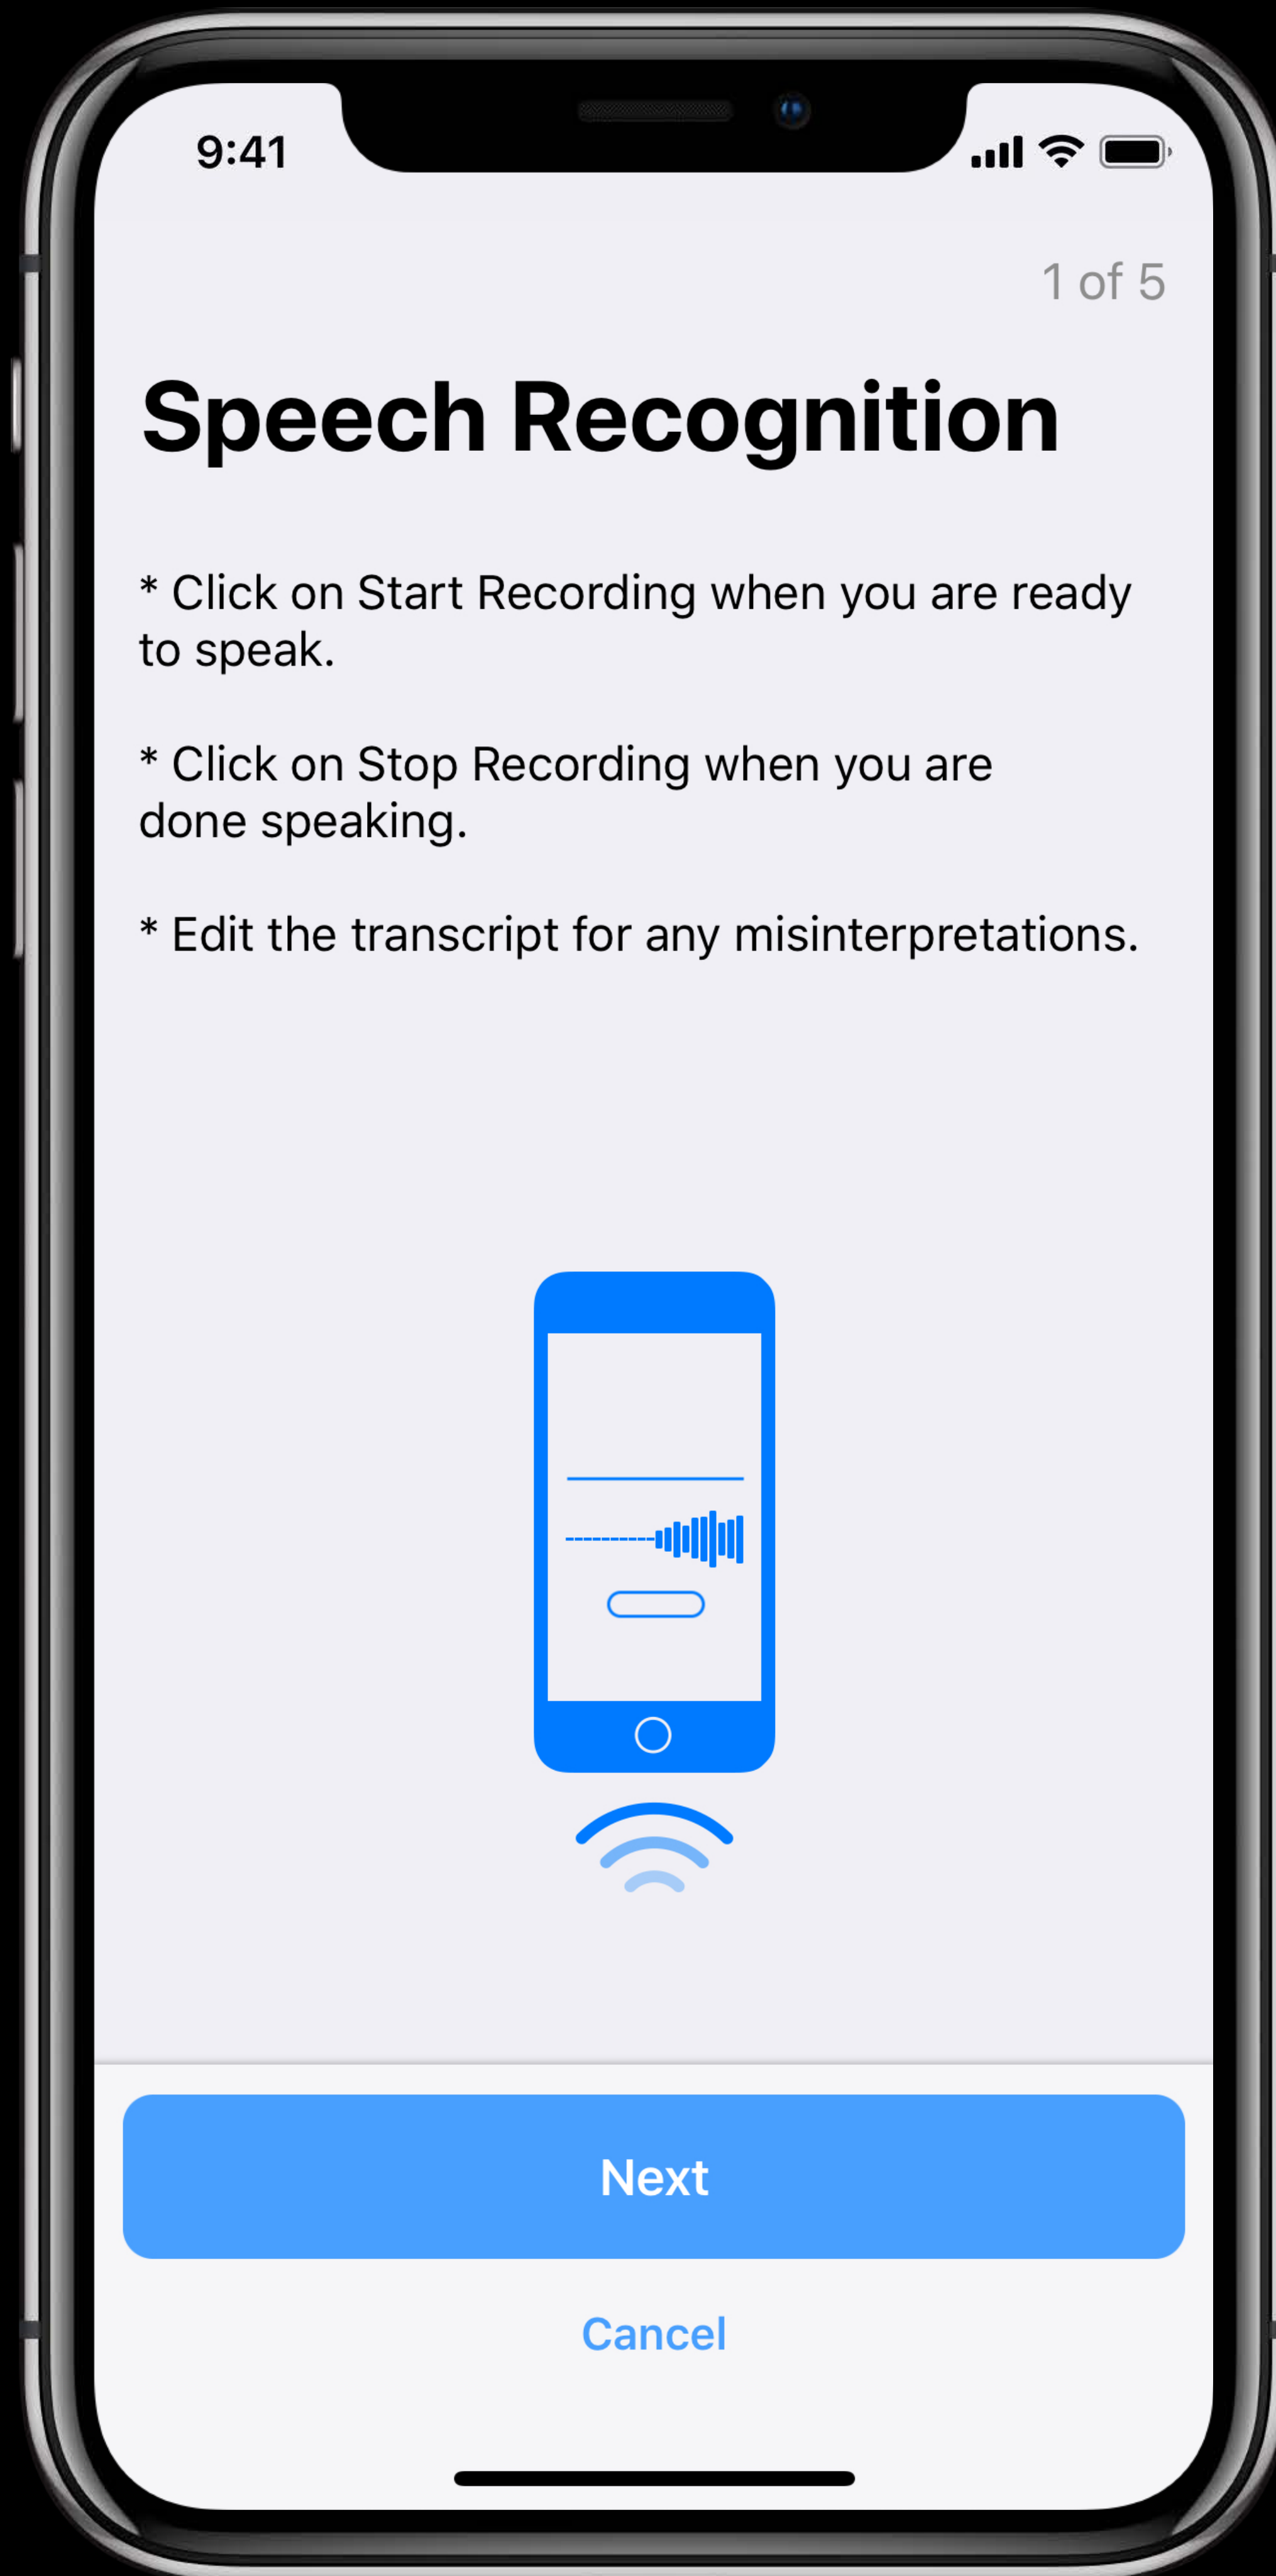 9:41
1 of 5
Speech Recognition
* Click on Start Recording when you are ready
to speak.
* Click on Stop Recording when you are
done speaking.
* Edit the transcript for any misinterpretations.
Next
Cancel